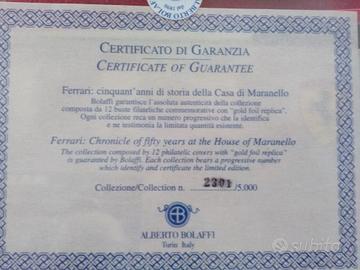 ALBERTO BOLAFFI
CERTIFICATO DI GARANZIA
CERTIFICATE OF GUARANTEE
Ferrari: cinquant'anni di storia della Casa di Maranello
Bolaffi garantisce l'assoluta autenticità della collezione
composta da 12 buste filateliche commemorative con "gold foil replica".
Ogni collezione reca un numero progressivo che la identifica
e ne testimonia la limitata quantità esistente.
Ferrari: Chronicle of fifty years at the House of Maranello
The collection composed by 12 philatelic covers with "gold foil replica"
is guaranteed by Bolaffi. Each collection bears a progressive number
which identify and certificate the limited edition.
Collezione/Collection n. 2301 /5.000
B
ALBERTO BOLAFFI
Turin Italy
subito